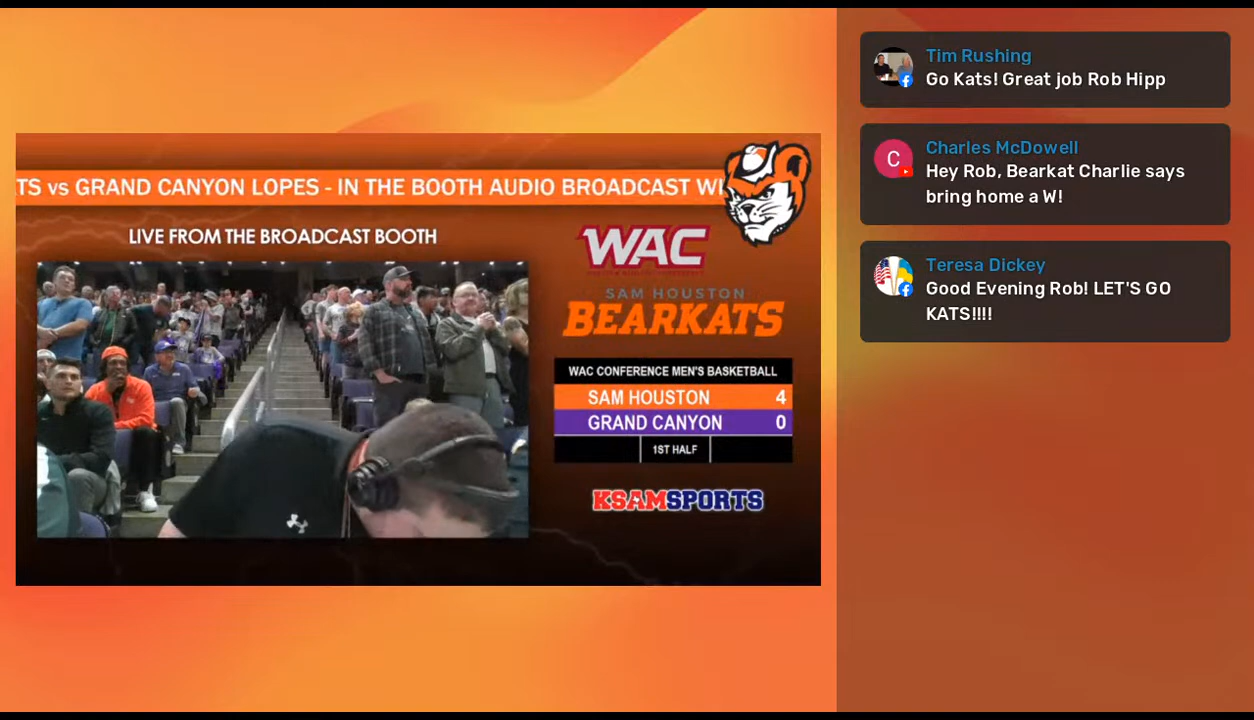 TS vs GRAND CANYON LOPES - IN THE BOOTH AUDIO BROADCAST WI
LIVE FROM THE BROADCAST BOOTH
WAC
SAM HOUSTON
BEARKATS
WAC CONFERENCE MEN'S BASKETBALL
SAM HOUSTON 4
GRAND CANYON 0
1ST HALF
KSAMSPORTS
Tim Rushing
Go Kats! Great job Rob Hipp
C
Charles McDowell
Hey Rob, Bearkat Charlie says
bring home a W!
Teresa Dickey
Good Evening Rob! LET'S GO
KATS!!!!